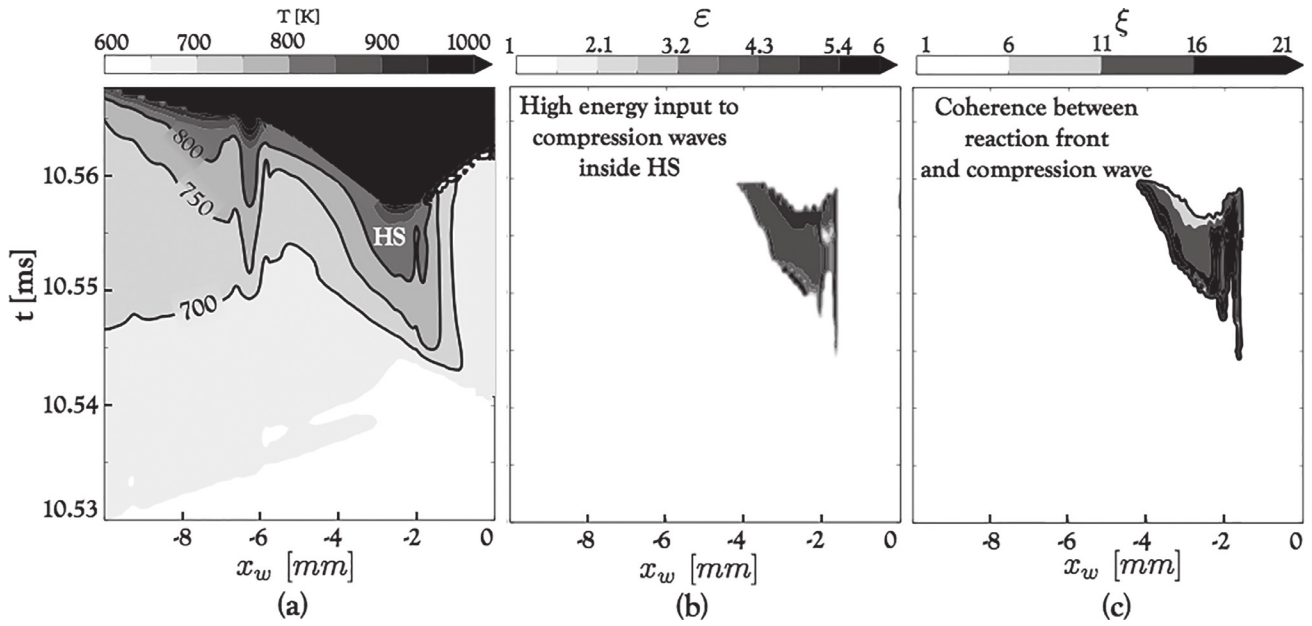 T [K]
600 700 800 900 1000
800
750
HS
700
t [ms]
10.56
10.55
10.54
10.53
-8 -6 -4 -2 0
x_w [mm]
(a)
ε
1 2.1 3.2 4.3 5.4 6
High energy input to
compression waves
inside HS
-8 -6 -4 -2 0
x_w [mm]
(b)
ξ
1 6 11 16 21
Coherence between
reaction front
and compression wave
-8 -6 -4 -2 0
x_w [mm]
(c)